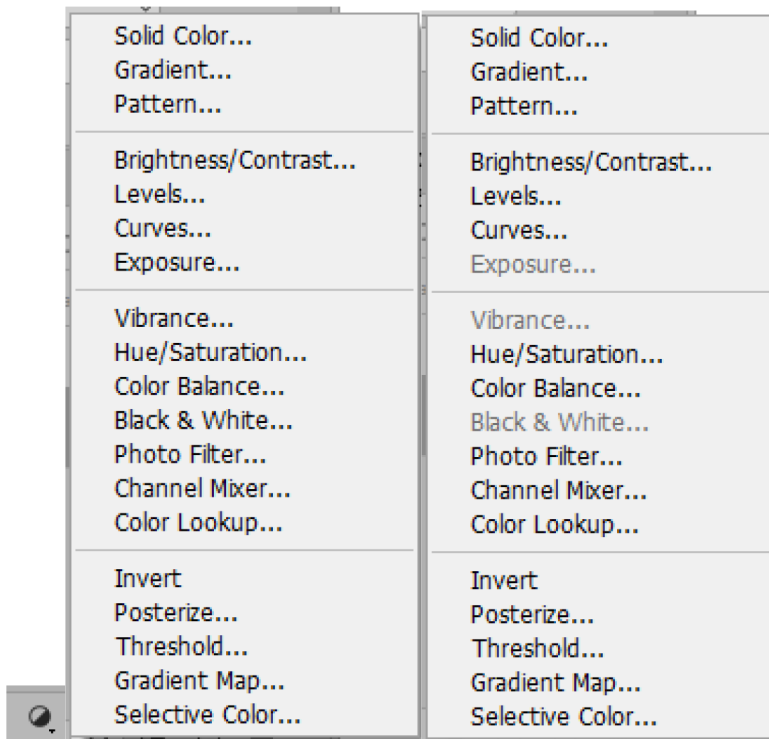 Solid Color...
Gradient...
Pattern...
Brightness/Contrast...
Levels...
Curves...
Exposure...
Vibrance...
Hue/Saturation...
Color Balance...
Black & White...
Photo Filter...
Channel Mixer...
Color Lookup...
Invert
Posterize...
Threshold...
Gradient Map...
Selective Color...
Solid Color...
Gradient...
Pattern...
Brightness/Contrast...
Levels...
Curves...
Exposure...
Vibrance...
Hue/Saturation...
Color Balance...
Black & White...
Photo Filter...
Channel Mixer...
Color Lookup...
Invert
Posterize...
Threshold...
Gradient Map...
Selective Color...